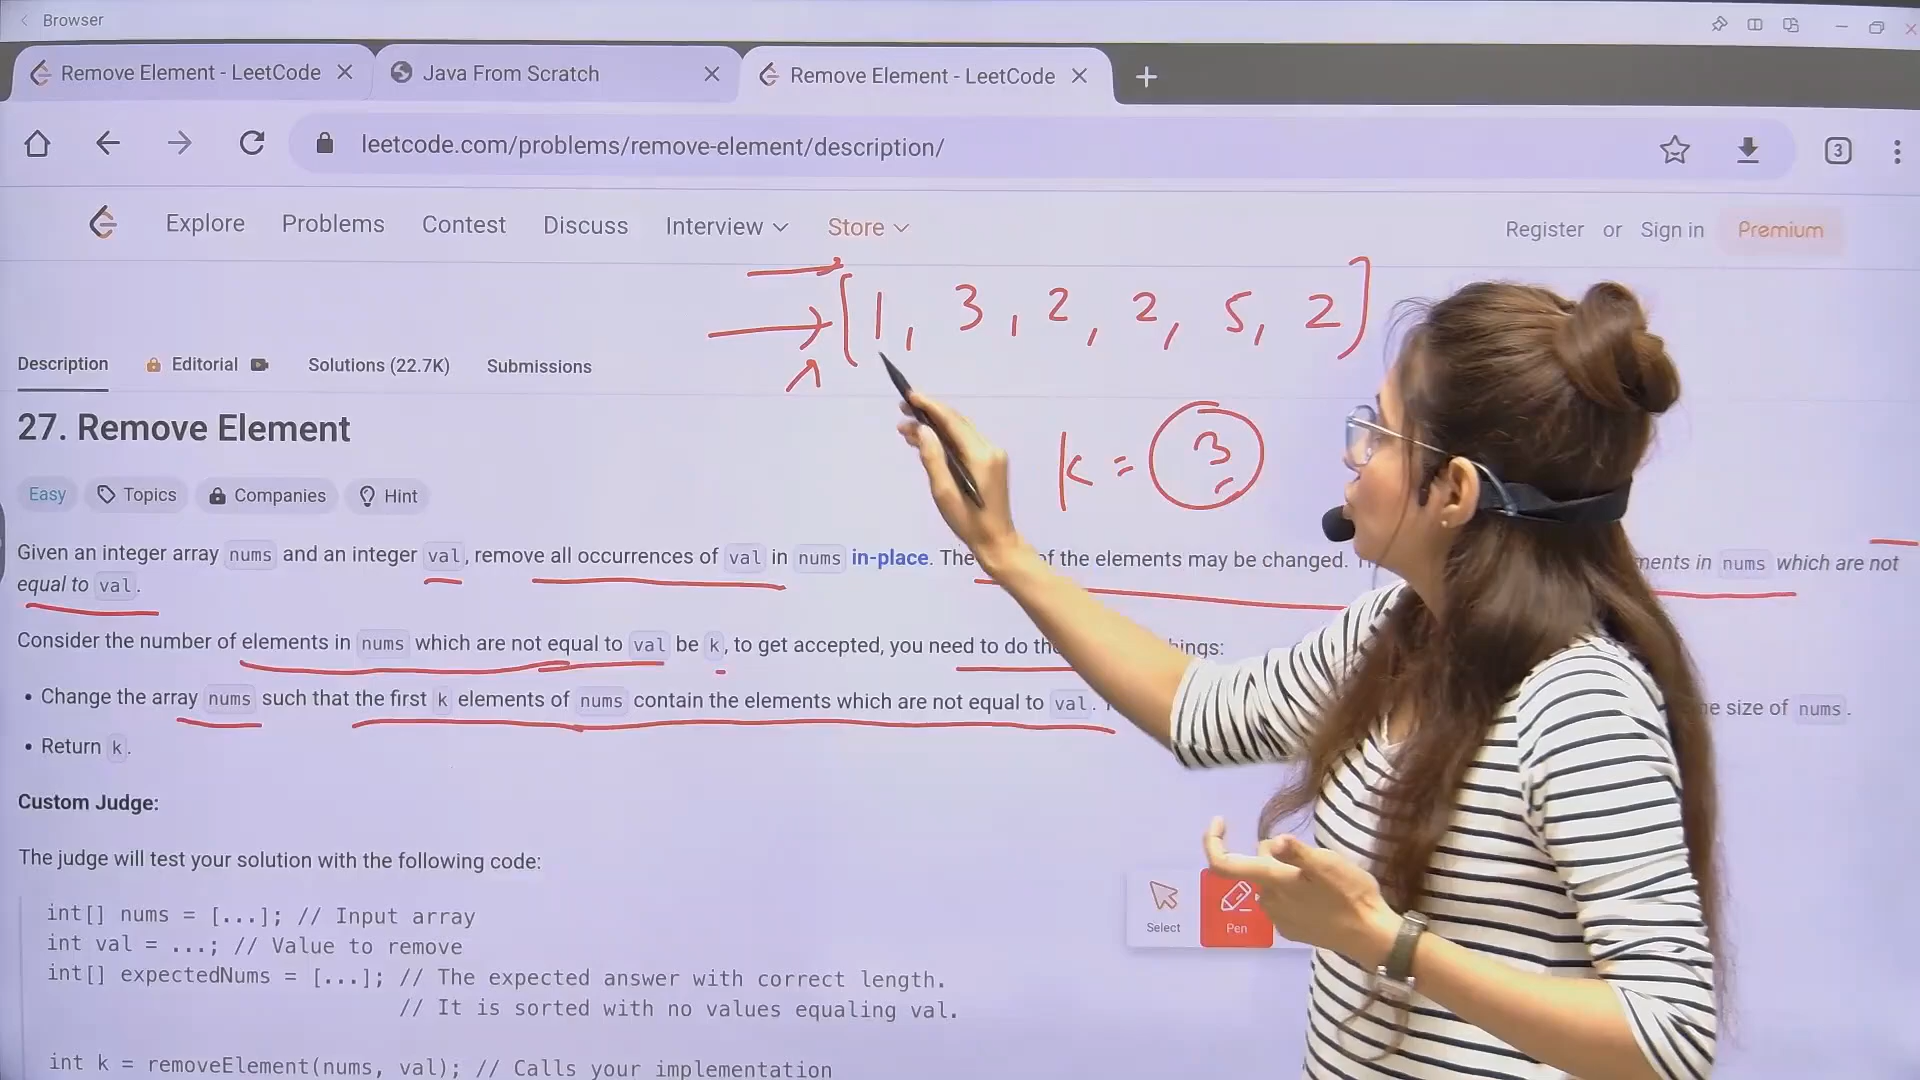 Browser
Remove Element - LeetCode
Java From Scratch
Remove Element - LeetCode
leetcode.com/problems/remove-element/description/
3
Explore Problems Contest Discuss Interview Store Register or Sign in Premium
[1, 3, 2, 2, 5, 2]
Description Editorial Solutions (22.7K) Submissions
27. Remove Element
k = 3
Easy Topics Companies Hint
Given an integer array nums and an integer val, remove all occurrences of val in nums in-place. The of the elements may be changed. in nums which are not
equal to val.
Consider the number of elements in nums which are not equal to val be k, to get accepted, you need to do
• Change the array nums such that the first k elements of nums contain the elements which are not equal to val. size of nums.
• Return k.
Custom Judge:
The judge will test your solution with the following code:
int[] nums = [...]; // Input array
int val = ...; // Value to remove
int[] expectedNums = [...]; // The expected answer with correct length.
// It is sorted with no values equaling val.
int k = removeElement(nums, val); // Calls your implementation
Select
Pen